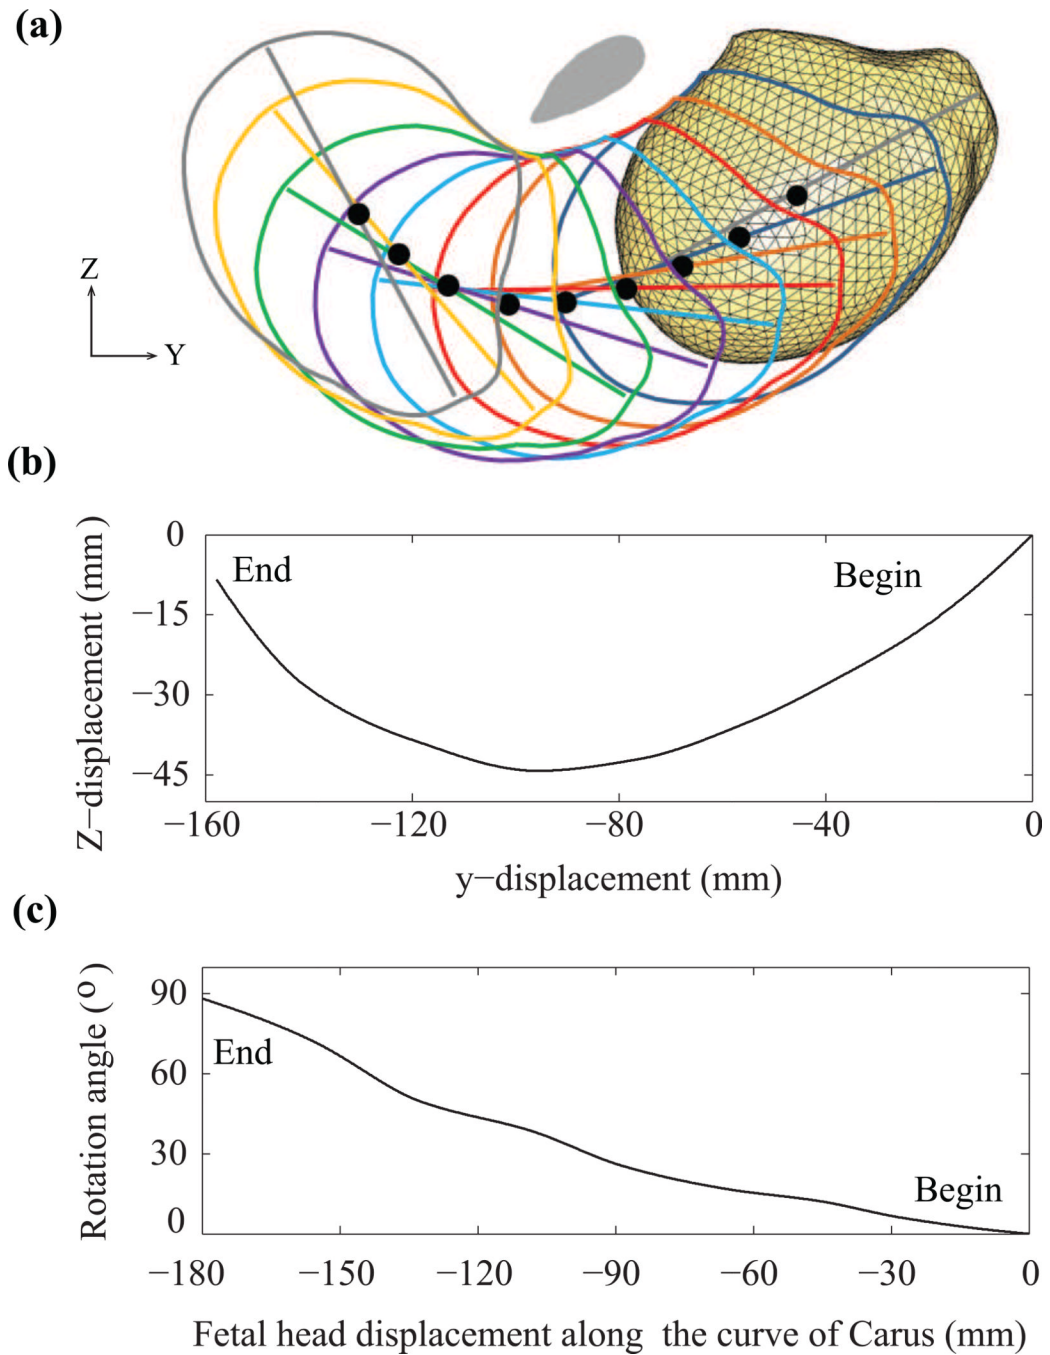 (a)
Z
Y
(b)
Z−displacement (mm)
0
−15
−30
−45
End
Begin
−160
−120
−80
−40
0
y−displacement (mm)
(c)
Rotation angle (º)
90
60
30
0
End
Begin
−180
−150
−120
−90
−60
−30
0
Fetal head displacement along the curve of Carus (mm)